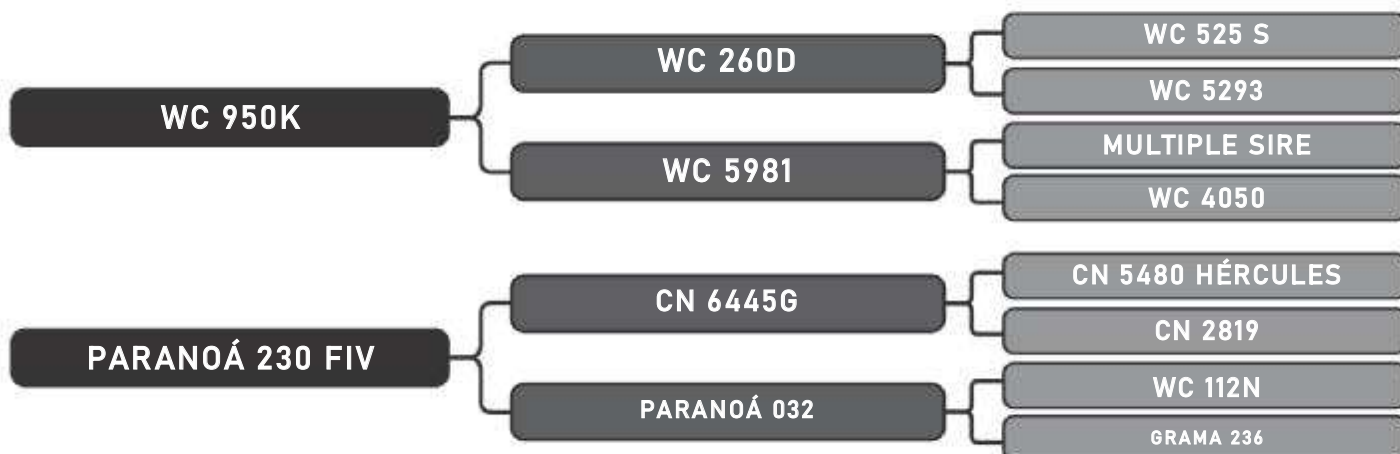 WC 950K
WC 260D
WC 5981
WC 525 S
WC 5293
MULTIPLE SIRE
WC 4050
PARANOÁ 230 FIV
CN 6445G
PARANOÁ 032
CN 5480 HÉRCULES
CN 2819
WC 112N
GRAMA 236